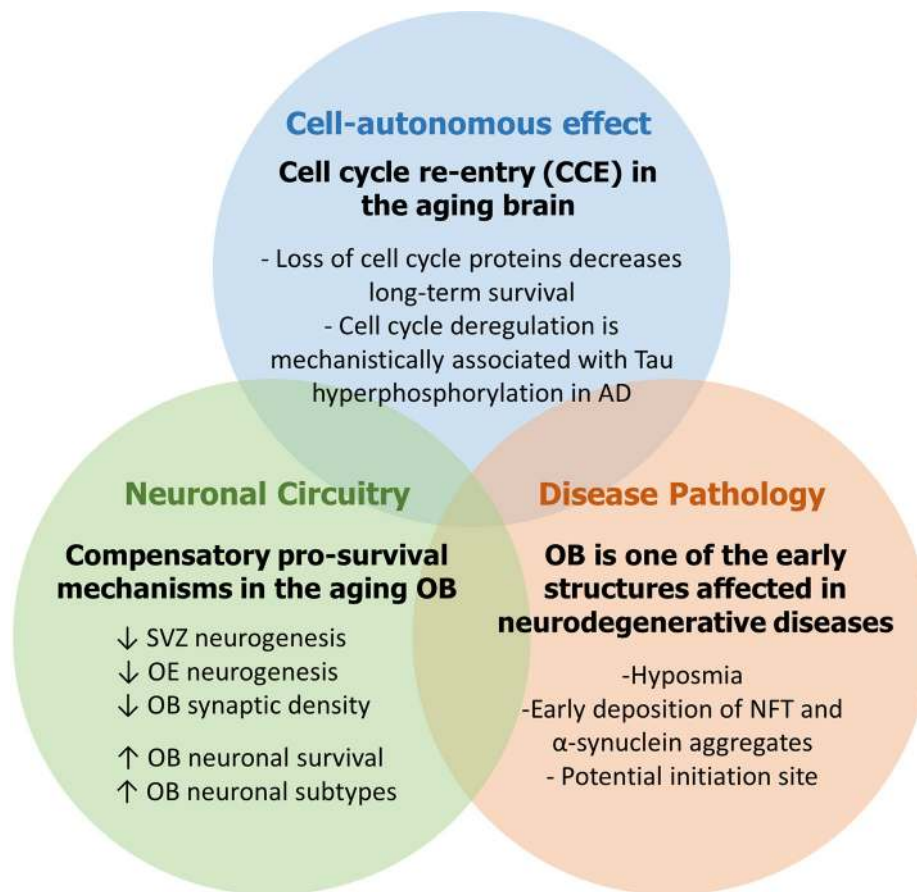 Cell-autonomous effect
Cell cycle re-entry (CCE) in
the aging brain
- Loss of cell cycle proteins decreases
long-term survival
- Cell cycle deregulation is
mechanistically associated with Tau
hyperphosphorylation in AD
Neuronal Circuitry
Compensatory pro-survival
mechanisms in the aging OB
↓ SVZ neurogenesis
↓ OE neurogenesis
↓ OB synaptic density
↑ OB neuronal survival
↑ OB neuronal subtypes
Disease Pathology
OB is one of the early
structures affected in
neurodegenerative diseases
-Hyposmia
-Early deposition of NFT and
α-synuclein aggregates
- Potential initiation site